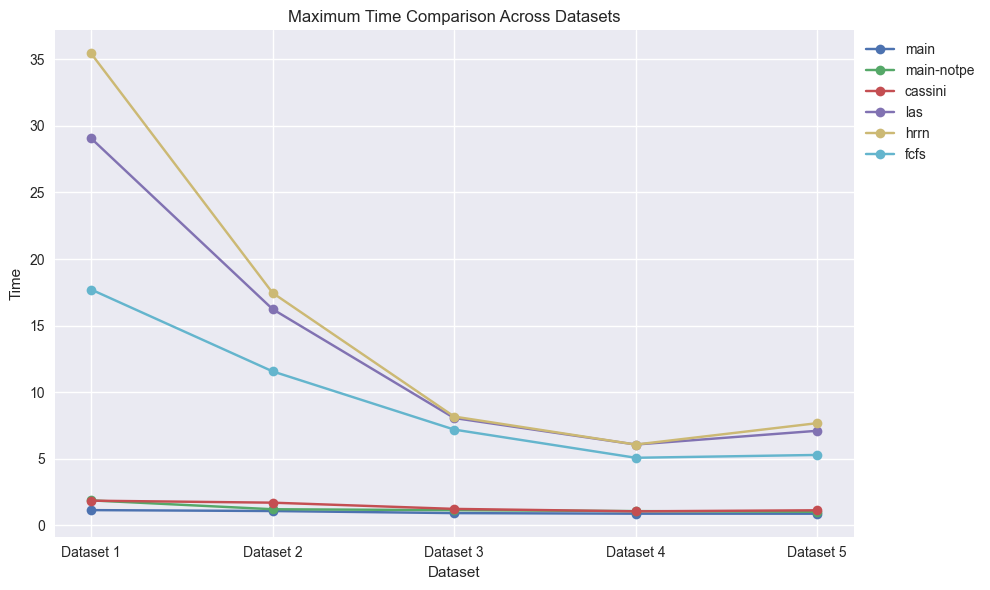 Maximum Time Comparison Across Datasets
35
30
25
20
15
10
5
0
Time
Dataset 1
Dataset 2
Dataset 3
Dataset 4
Dataset 5
Dataset
main
main-notpe
cassini
las
hrrn
fcfs